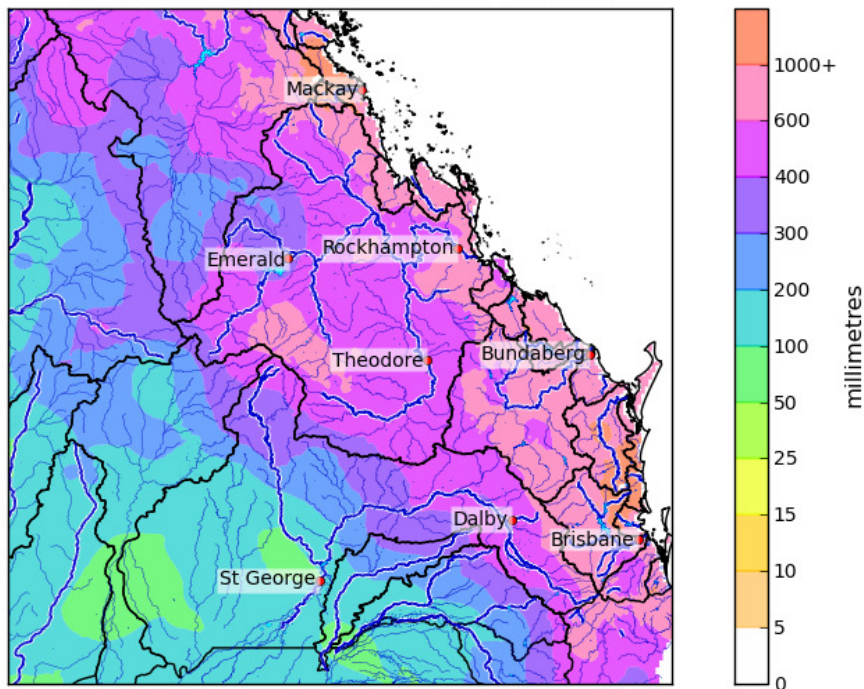 Mackay
Rockhampton
Emerald
Theodore
Bundaberg
Dalby
Brisbane
St George
1000+
600
400
300
200
100
50
25
15
10
5
0
millimetres